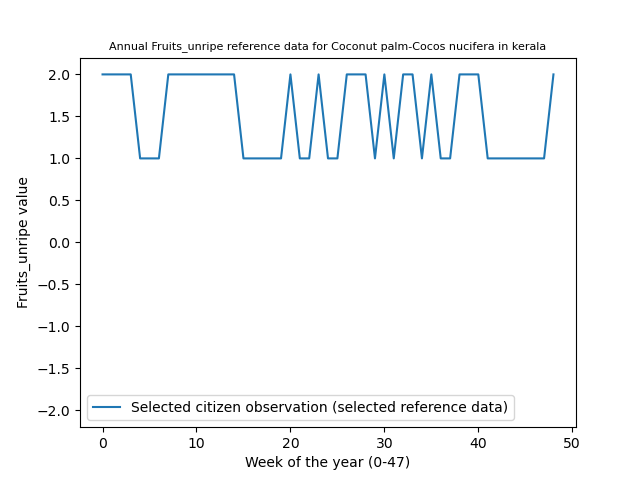 Annual Fruits_unripe reference data for Coconut palm-Cocos nucifera in kerala
2.0
1.5
1.0
0.5
0.0
−0.5
−1.0
−1.5
−2.0
Fruits_unripe value
Selected citizen observation (selected reference data)
0 10 20 30 40 50
Week of the year (0-47)